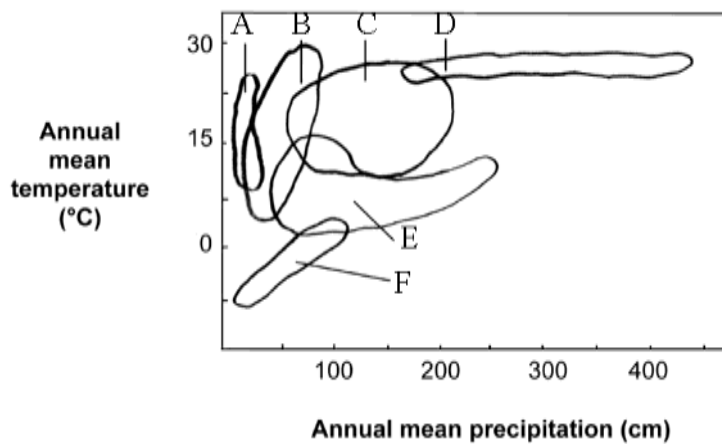 A B C D
30
Annual
mean
temperature
(°C)
15
0
E
F
100 200 300 400
Annual mean precipitation (cm)